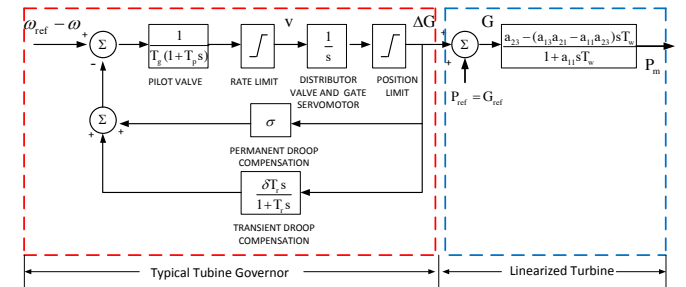 ω_ref − ω
+
Σ
-
1
T_g(1+T_p s)
PILOT VALVE
RATE LIMIT
v
1
s
DISTRIBUTOR
VALVE AND GATE
SERVOMOTOR
POSITION
LIMIT
ΔG
+
Σ
+
G
P_ref = G_ref
a_23 − (a_13 a_21 − a_11 a_23)sT_w
1 + a_11 sT_w
P_m
Σ
+
+
σ
PERMANENT DROOP
COMPENSATION
δT_r s
1+T_r s
TRANSIENT DROOP
COMPENSATION
Typical Tubine Governor
Linearized Turbine